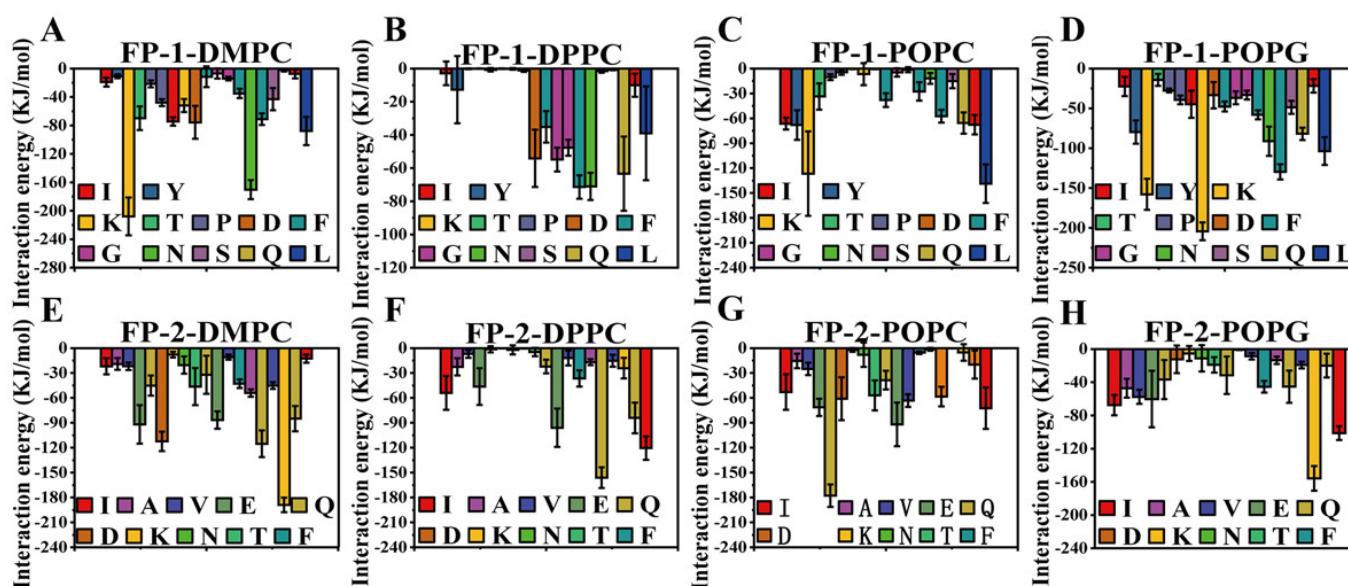 A
FP-1-DMPC
Interaction energy (KJ/mol)
0
-40
-80
-120
-160
-200
-240
-280
I Y
K T P D F
G N S Q L
B
FP-1-DPPC
Interaction energy (KJ/mol)
0
-20
-40
-60
-80
-100
-120
I Y
K T P D F
G N S Q L
C
FP-1-POPC
Interaction energy (KJ/mol)
0
-30
-60
-90
-120
-150
-180
-210
-240
I Y
K T P D F
G N S Q L
D
FP-1-POPG
Interaction energy (KJ/mol)
0
-50
-100
-150
-200
-250
I Y K
T P D F
G N S Q L
E
FP-2-DMPC
Interaction energy (KJ/mol)
0
-30
-60
-90
-120
-150
-180
-210
-240
I A V E Q
D K N T F
F
FP-2-DPPC
Interaction energy (KJ/mol)
0
-30
-60
-90
-120
-150
-180
-210
-240
I A V E Q
D K N T F
G
FP-2-POPC
Interaction energy (KJ/mol)
0
-30
-60
-90
-120
-150
-180
-210
-240
I A V E Q
D K N T F
H
FP-2-POPG
Interaction energy (KJ/mol)
0
-40
-80
-120
-160
-200
-240
I A V E Q
D K N T F